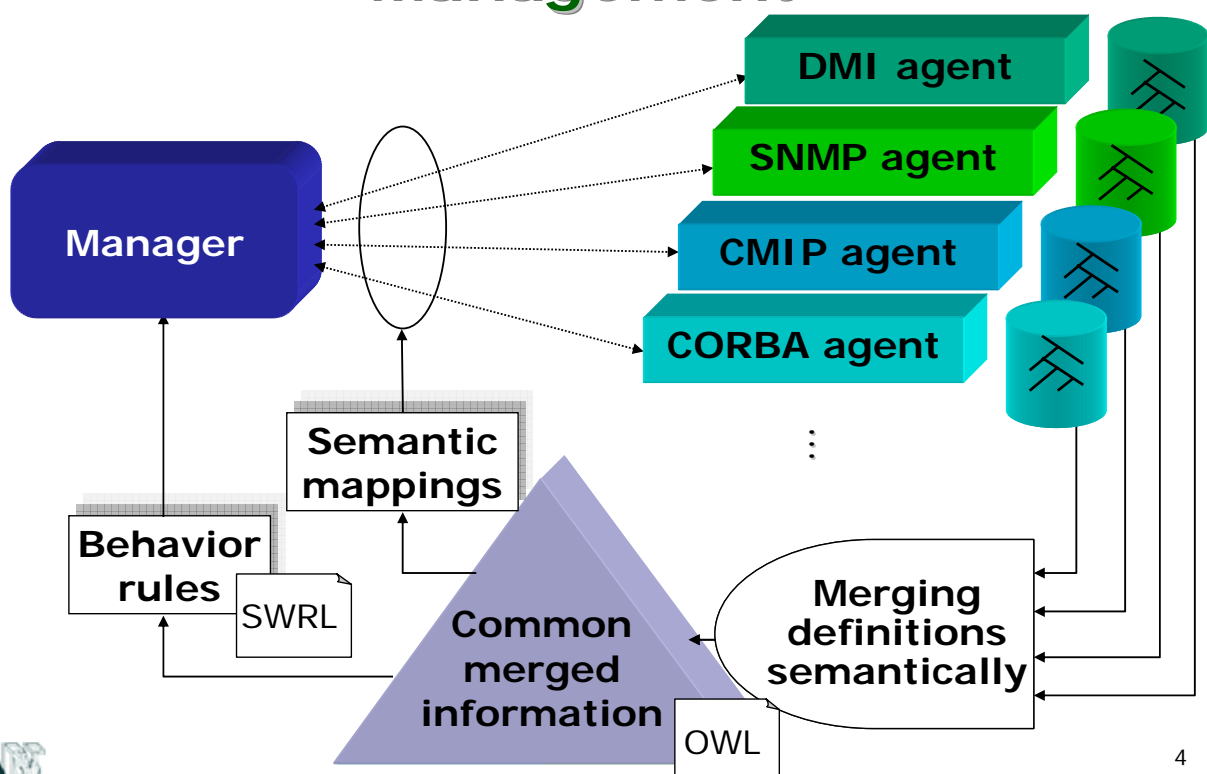 management
DMI agent
SNMP agent
Manager
CMIP agent
CORBA agent
Semantic
mappings
...
Behavior
rules
SWRL
Merging
definitions
semantically
Common
merged
information
OWL
4